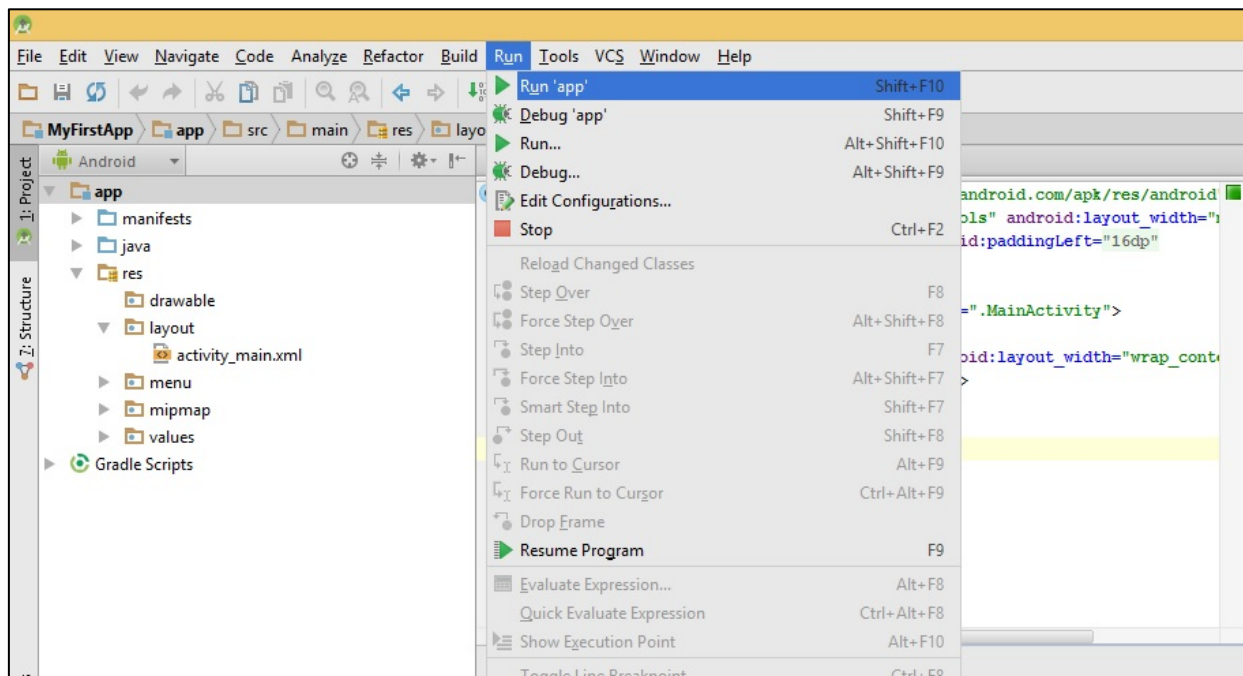 File Edit View Navigate Code Analyze Refactor Build Run Tools VCS Window Help
MyFirstApp app src main res layo
Android
1: Project
7: Structure
app
manifests
java
res
drawable
layout
activity_main.xml
menu
mipmap
values
Gradle Scripts
Run 'app' Shift+F10
Debug 'app' Shift+F9
Run... Alt+Shift+F10
Debug... Alt+Shift+F9
Edit Configurations...
Stop Ctrl+F2
Reload Changed Classes
Step Over F8
Force Step Over Alt+Shift+F8
Step Into F7
Force Step Into Alt+Shift+F7
Smart Step Into Shift+F7
Step Out Shift+F8
Run to Cursor Alt+F9
Force Run to Cursor Ctrl+Alt+F9
Drop Frame
Resume Program F9
Evaluate Expression... Alt+F8
Quick Evaluate Expression Ctrl+Alt+F8
Show Execution Point Alt+F10
Toggle Line Breakpoint Ctrl+F8
android.com/apk/res/android"
ols" android:layout_width="
id:paddingLeft="16dp"
=".MainActivity">
oid:layout_width="wrap_conte
>